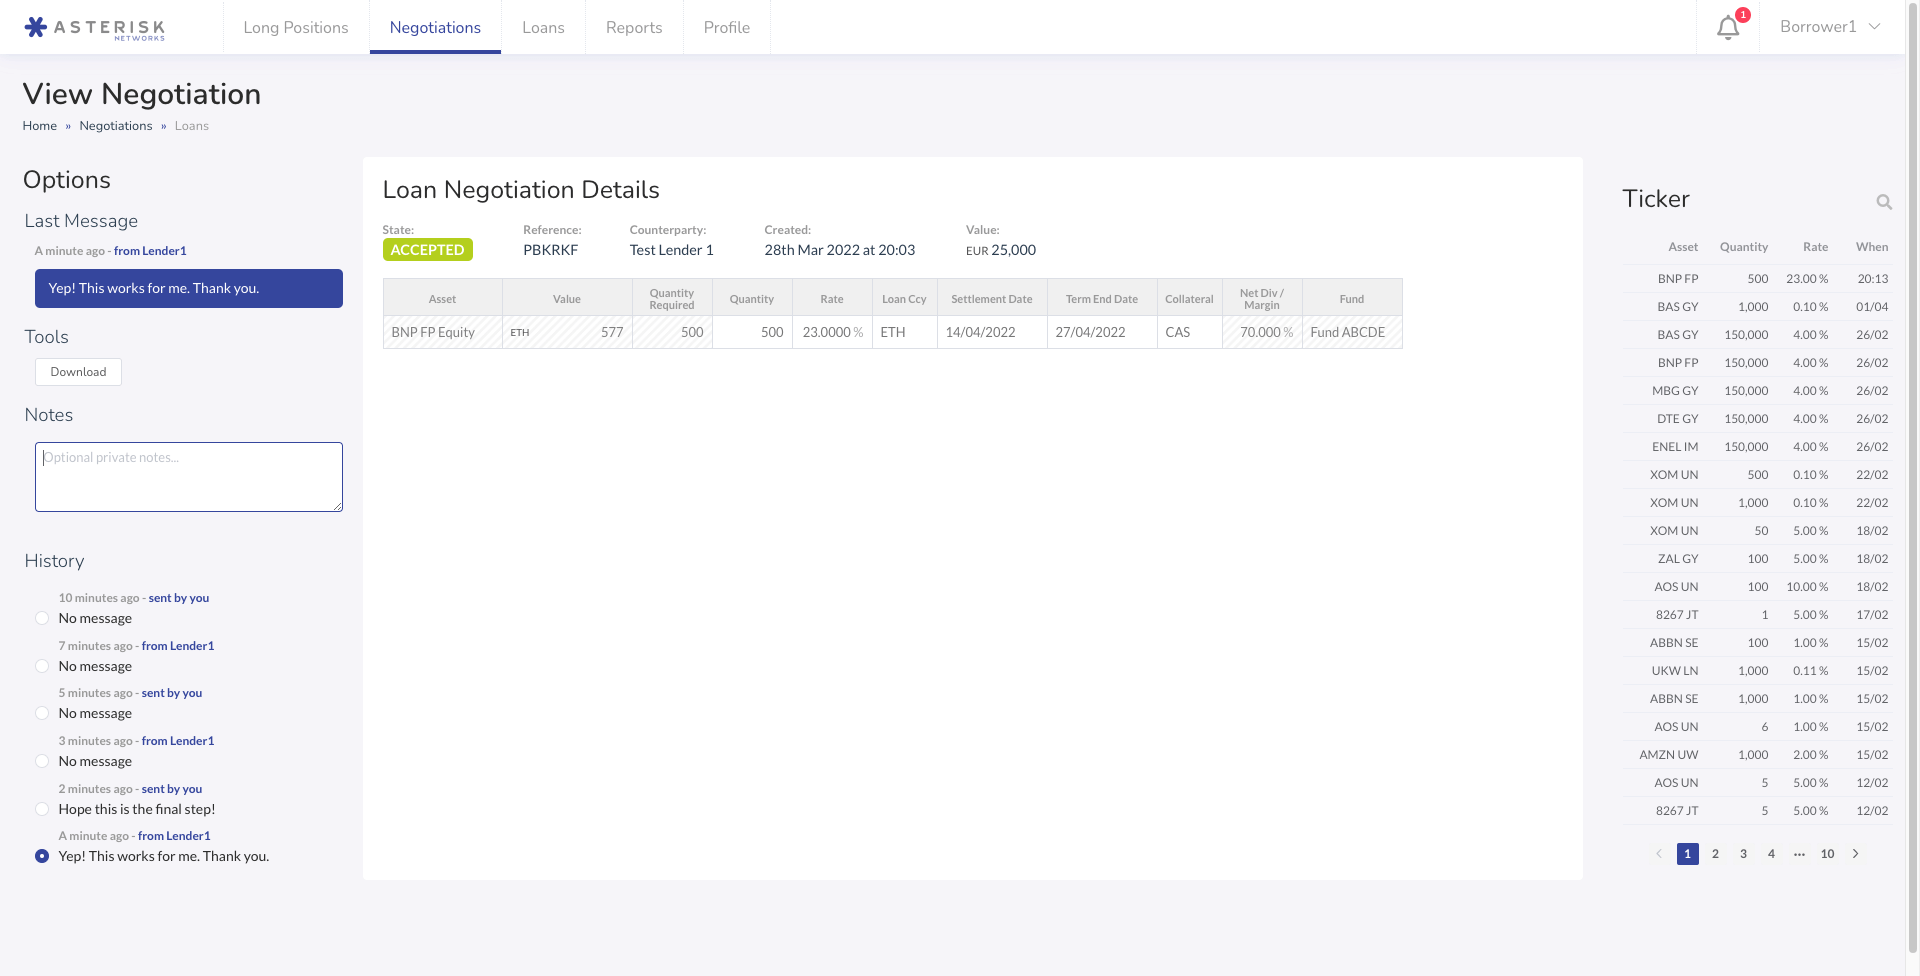 ASTERISK
NETWORKS
Long Positions
Negotiations
Loans
Reports
Profile
1
Borrower1
View Negotiation
Home » Negotiations » Loans
Options
Last Message
A minute ago - from Lender1
Yep! This works for me. Thank you.
Tools
Download
Notes
Optional private notes...
History
10 minutes ago - sent by you
No message
7 minutes ago - from Lender1
No message
5 minutes ago - sent by you
No message
3 minutes ago - from Lender1
No message
2 minutes ago - sent by you
Hope this is the final step!
A minute ago - from Lender1
Yep! This works for me. Thank you.
Loan Negotiation Details
State: Reference: Counterparty: Created: Value:
ACCEPTED PBKRKF Test Lender 1 28th Mar 2022 at 20:03 EUR 25,000
Asset Value Quantity Required Quantity Rate Loan Ccy Settlement Date Term End Date Collateral Net Div / Margin Fund
BNP FP Equity ETH 577 500 500 23.0000 % ETH 14/04/2022 27/04/2022 CAS 70.000 % Fund ABCDE
Ticker
Asset Quantity Rate When
BNP FP 500 23.00 % 20:13
BAS GY 1,000 0.10 % 01/04
BAS GY 150,000 4.00 % 26/02
BNP FP 150,000 4.00 % 26/02
MBG GY 150,000 4.00 % 26/02
DTE GY 150,000 4.00 % 26/02
ENEL IM 150,000 4.00 % 26/02
XOM UN 500 0.10 % 22/02
XOM UN 1,000 0.10 % 22/02
XOM UN 50 5.00 % 18/02
ZAL GY 100 5.00 % 18/02
AOS UN 100 10.00 % 18/02
8267 JT 1 5.00 % 17/02
ABBN SE 100 1.00 % 15/02
UKW LN 1,000 0.11 % 15/02
ABBN SE 1,000 1.00 % 15/02
AOS UN 6 1.00 % 15/02
AMZN UW 1,000 2.00 % 15/02
AOS UN 5 5.00 % 12/02
8267 JT 5 5.00 % 12/02
< 1 2 3 4 ••• 10 >